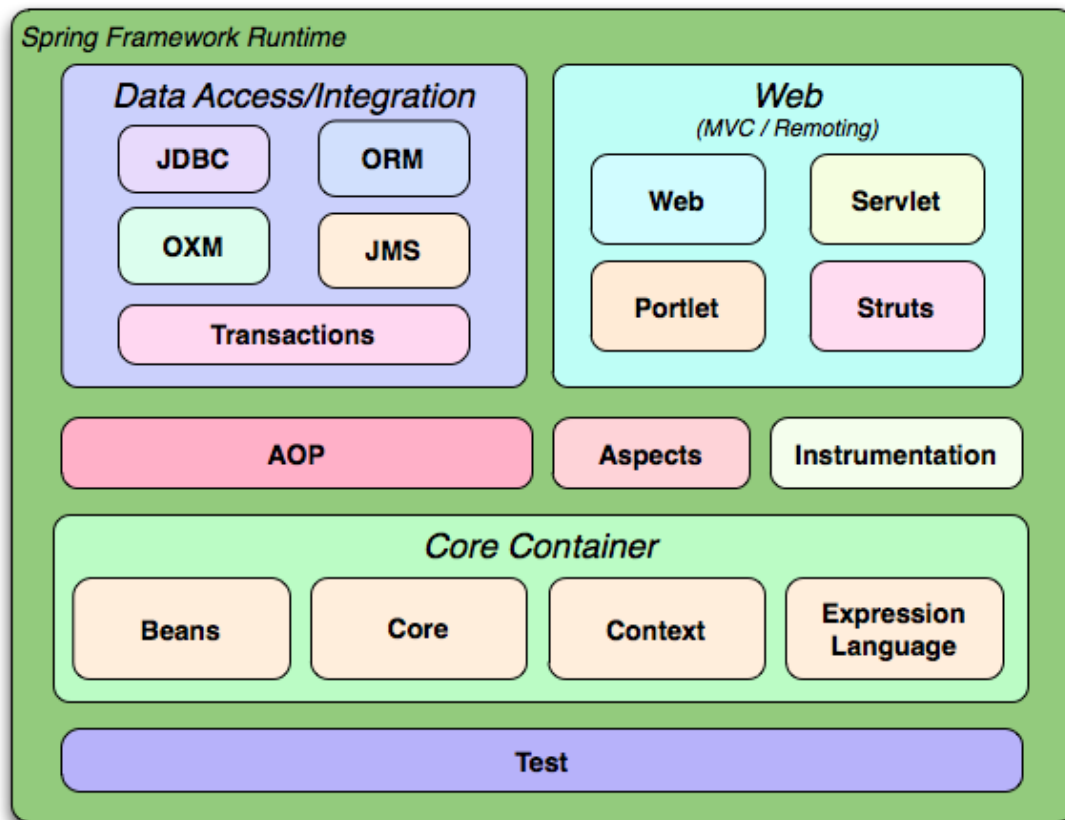 Spring Framework Runtime
Data Access/Integration
JDBC
ORM
OXM
JMS
Transactions
Web
(MVC / Remoting)
Web
Servlet
Portlet
Struts
AOP
Aspects
Instrumentation
Core Container
Beans
Core
Context
Expression
Language
Test